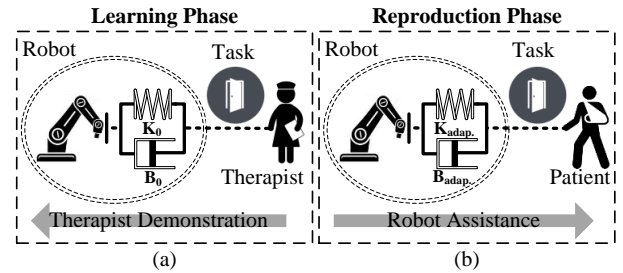 Learning Phase
Robot
Task
K0
B0
Therapist
Therapist Demonstration
(a)
Reproduction Phase
Robot
Task
Kadap.
Badap.
Patient
Robot Assistance
(b)